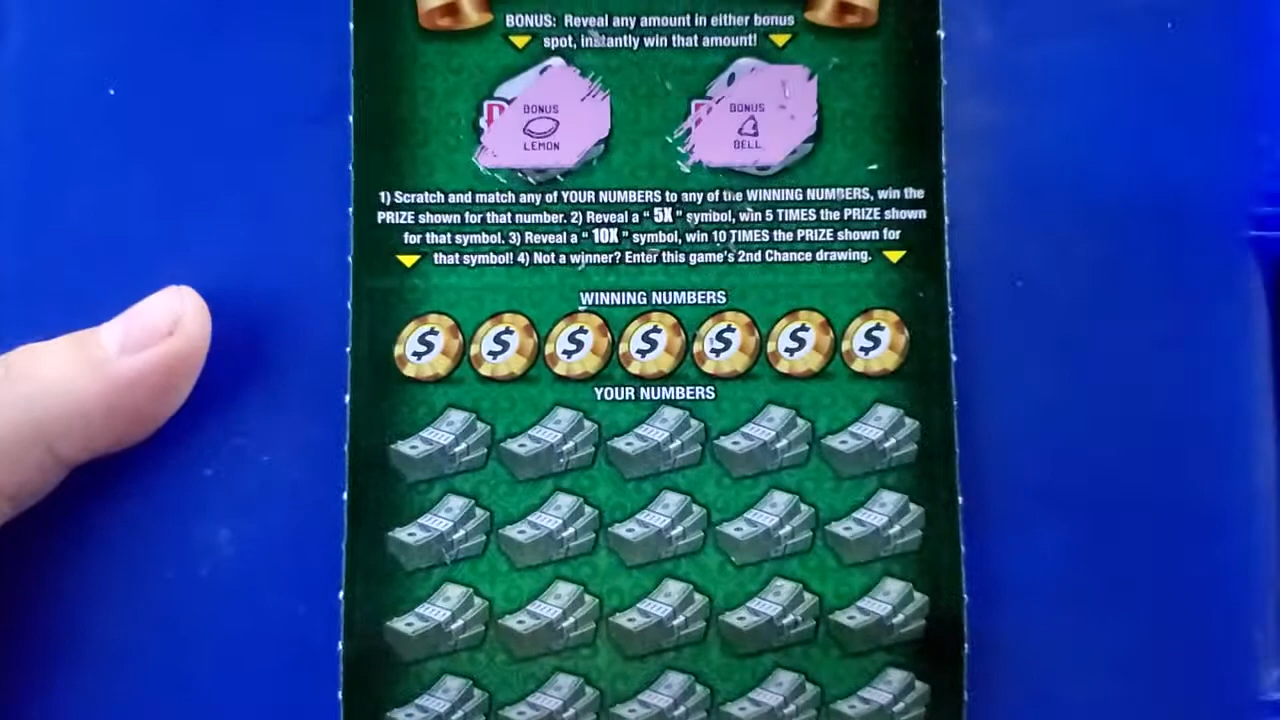 BONUS: Reveal any amount in either bonus
spot, instantly win that amount!
BONUS
LEMON
BONUS
BELL
1) Scratch and match any of YOUR NUMBERS to any of the WINNING NUMBERS, win the
PRIZE shown for that number. 2) Reveal a "5X" symbol, win 5 TIMES the PRIZE shown
for that symbol. 3) Reveal a "10X" symbol, win 10 TIMES the PRIZE shown for
that symbol! 4) Not a winner? Enter this game's 2nd Chance drawing.
WINNING NUMBERS
$ $ $ $ $ $ $
YOUR NUMBERS